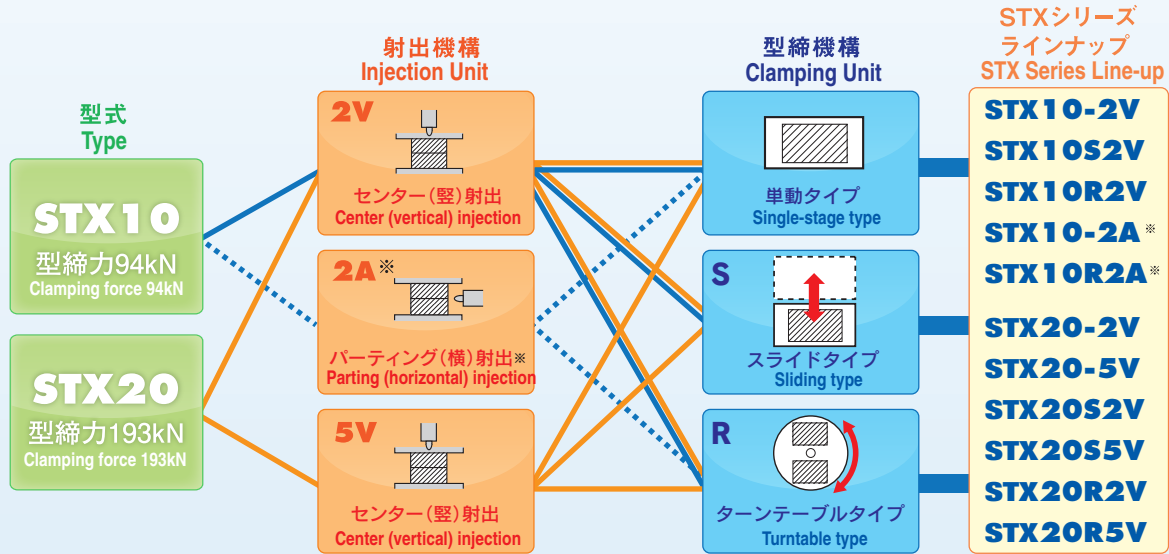 型式
Type
STX10
型締力94kN
Clamping force 94kN
STX20
型締力193kN
Clamping force 193kN
射出機構
Injection Unit
2V
センター(竪)射出
Center (vertical) injection
2A※
パーティング(横)射出※
Parting (horizontal) injection
5V
センター(竪)射出
Center (vertical) injection
型締機構
Clamping Unit
単動タイプ
Single-stage type
S
スライドタイプ
Sliding type
R
ターンテーブルタイプ
Turntable type
STXシリーズ
ラインナップ
STX Series Line-up
STX10-2V
STX10S2V
STX10R2V
STX10-2A※
STX10R2A※
STX20-2V
STX20-5V
STX20S2V
STX20S5V
STX20R2V
STX20R5V